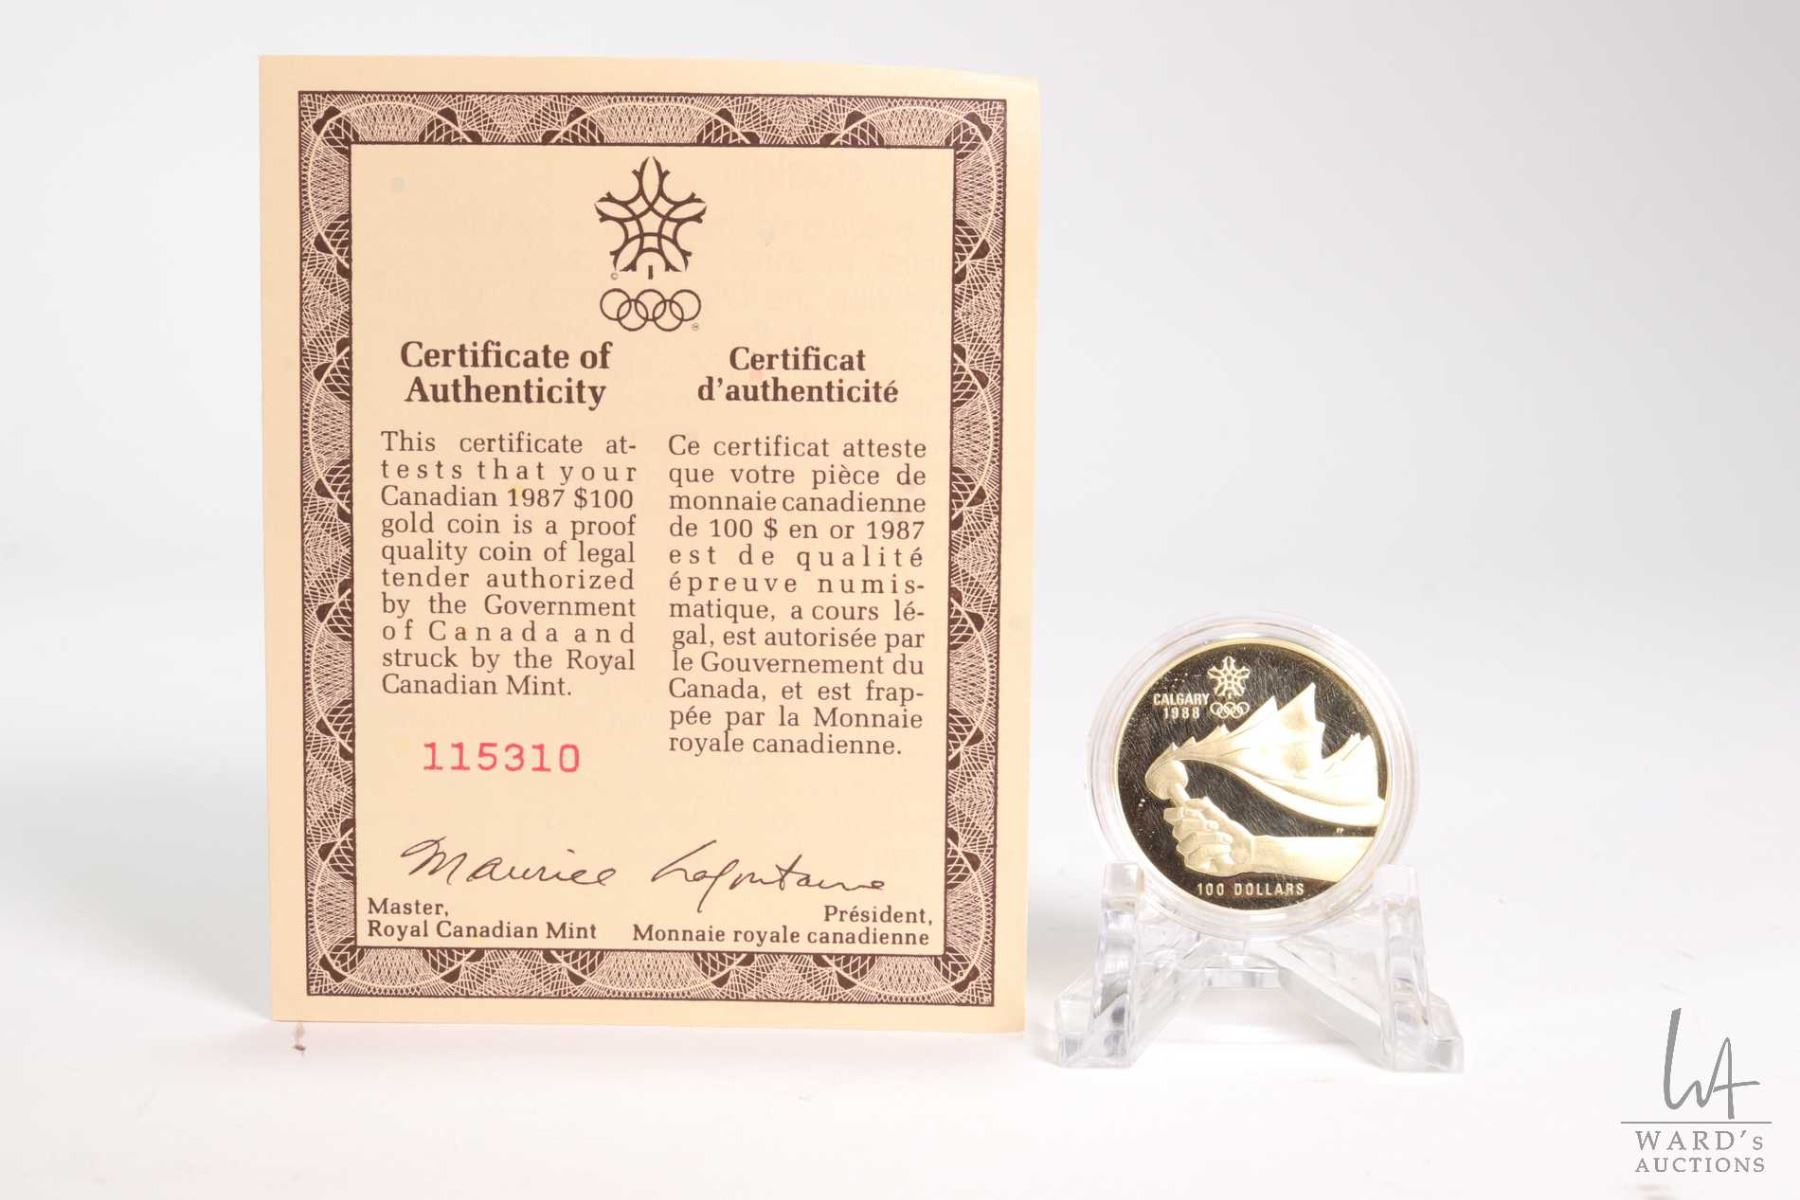 Certificate of
Authenticity
This certificate at-
tests that your
Canadian 1987 $100
gold coin is a proof
quality coin of legal
tender authorized
by the Government
of Canada and
struck by the Royal
Canadian Mint.
115310
Certificat
d'authenticité
Ce certificat atteste
que votre pièce de
monnaie canadienne
de 100 $ en or 1987
est de qualité
épreuve numis-
matique, a cours lé-
gal, est autorisée par
le Gouvernement du
Canada, et est frap-
pée par la Monnaie
royale canadienne.
Maurice Lafontaine
Master,
Royal Canadian Mint
Président,
Monnaie royale canadienne
CALGARY
1988
100 DOLLARS
WA
WARD's
AUCTIONS